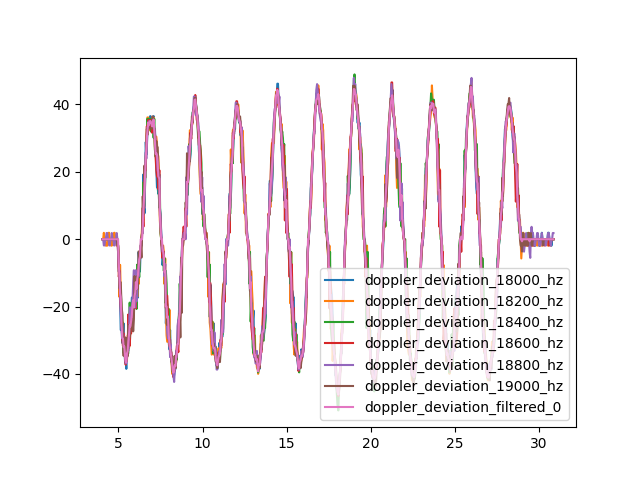 40
20
0
−20
−40
5
10
15
20
25
30
doppler_deviation_18000_hz
doppler_deviation_18200_hz
doppler_deviation_18400_hz
doppler_deviation_18600_hz
doppler_deviation_18800_hz
doppler_deviation_19000_hz
doppler_deviation_filtered_0